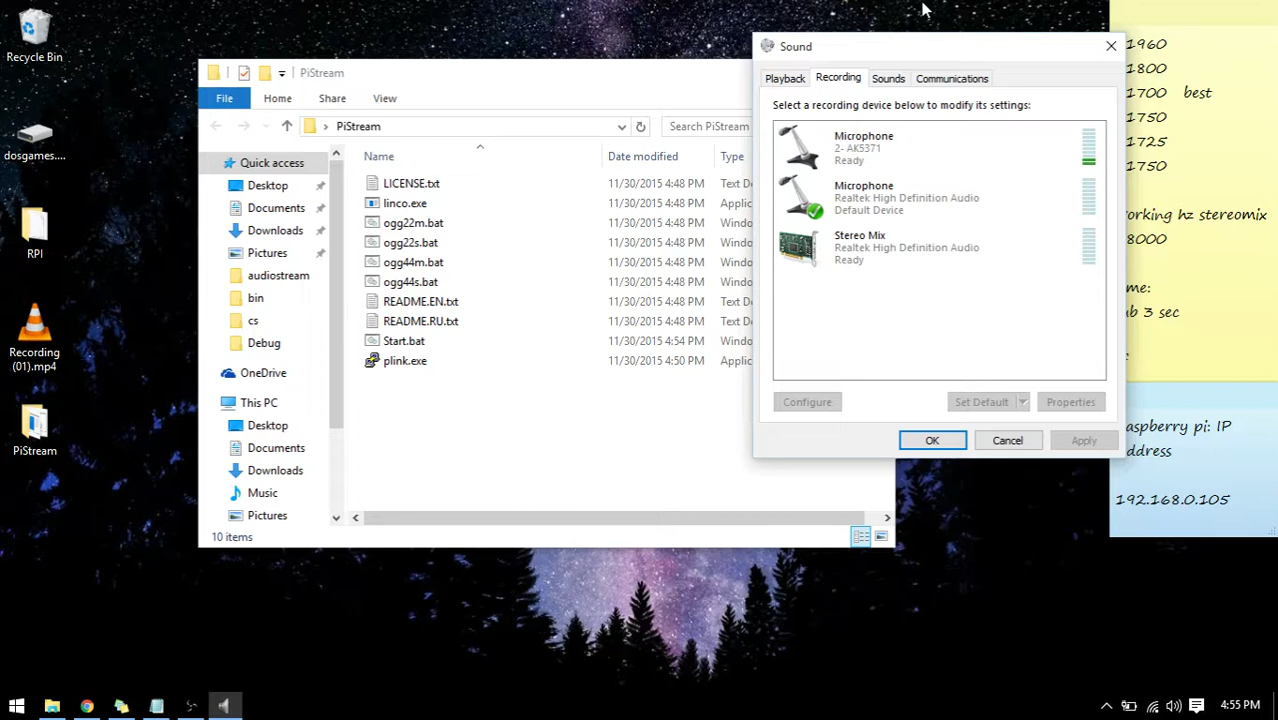 Recycle Bin
dosgames....
RPI
Recording
(01).mp4
PiStream
PiStream
File
Home
Share
View
PiStream
Search PiStream
Quick access
Desktop
Documents
Downloads
Pictures
audiostream
bin
cs
Debug
OneDrive
This PC
Desktop
Documents
Downloads
Music
Pictures
Name
Date modified
Type
LICENSE.txt 11/30/2015 4:48 PM Text D
linco.exe 11/30/2015 4:48 PM Applic
ogg22m.bat 11/30/2015 4:48 PM Windo
ogg22s.bat 11/30/2015 4:48 PM Windo
ogg44m.bat 11/30/2015 4:48 PM Windo
ogg44s.bat 11/30/2015 4:48 PM Windo
README.EN.txt 11/30/2015 4:48 PM Text D
README.RU.txt 11/30/2015 4:48 PM Text D
Start.bat 11/30/2015 4:54 PM Windo
plink.exe 11/30/2015 4:50 PM Applic
10 items
Sound
Playback
Recording
Sounds
Communications
Select a recording device below to modify its settings:
Microphone
2- AK5371
Ready
Microphone
Realtek High Definition Audio
Default Device
Stereo Mix
Realtek High Definition Audio
Ready
Configure
Set Default
Properties
OK
Cancel
Apply
1960
1800
1700 best
1750
1725
1750
orking hz stereomix
8000
me:
ub 3 sec
aspberry pi: IP
ddress
192.168.0.105
4:55 PM